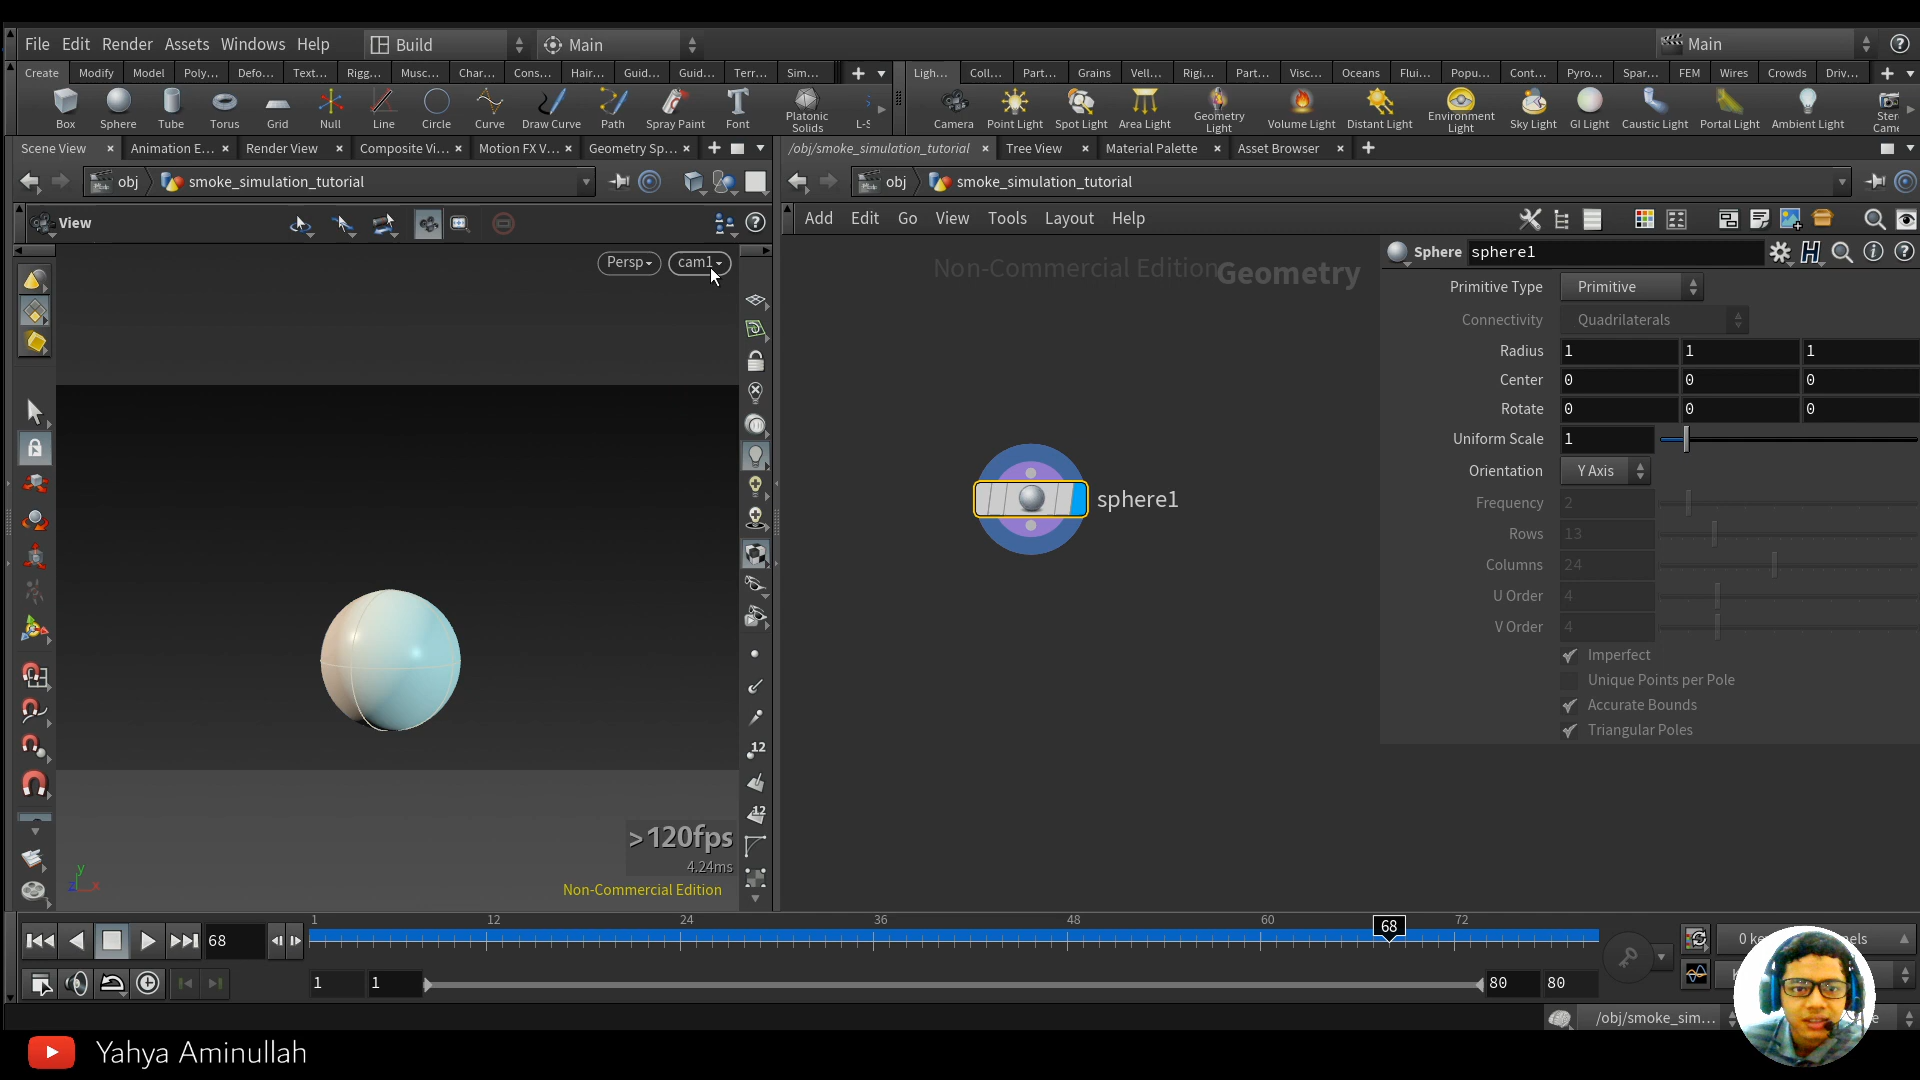 File Edit Render Assets Windows Help Build Main Main
Create Modify Model Poly... Defo... Text... Rigg... Musc... Char... Cons... Hair... Guid... Guid... Terr... Sim... Ligh... Coll... Part... Grains Vell... Rigi... Part... Visc... Oceans Flui... Popu... Cont... Pyro... Spar... FEM Wires Crowds Driv...
Box Sphere Tube Torus Grid Null Line Circle Curve Draw Curve Path Spray Paint Font Platonic Solids L-S Camera Point Light Spot Light Area Light Geometry Light Volume Light Distant Light Environment Light Sky Light GI Light Caustic Light Portal Light Ambient Light Ster Came
Scene View Animation E... Render View Composite Vi... Motion FX V... Geometry Sp... /obj/smoke_simulation_tutorial Tree View Material Palette Asset Browser
obj smoke_simulation_tutorial obj smoke_simulation_tutorial
View Add Edit Go View Tools Layout Help
Persp cam1
Non-Commercial Edition Geometry
Sphere sphere1
Primitive Type Primitive
Connectivity Quadrilaterals
Radius 1 1 1
Center 0 0 0
Rotate 0 0 0
Uniform Scale 1
Orientation Y Axis
Frequency 2
Rows 13
Columns 24
U Order 4
V Order 4
Imperfect
Unique Points per Pole
Accurate Bounds
Triangular Poles
sphere1
12
12
>120fps
4.24ms
Non-Commercial Edition
y
z x
68 1 12 24 36 48 60 68 72
1 1 80 80
/obj/smoke_sim...
Yahya Aminullah